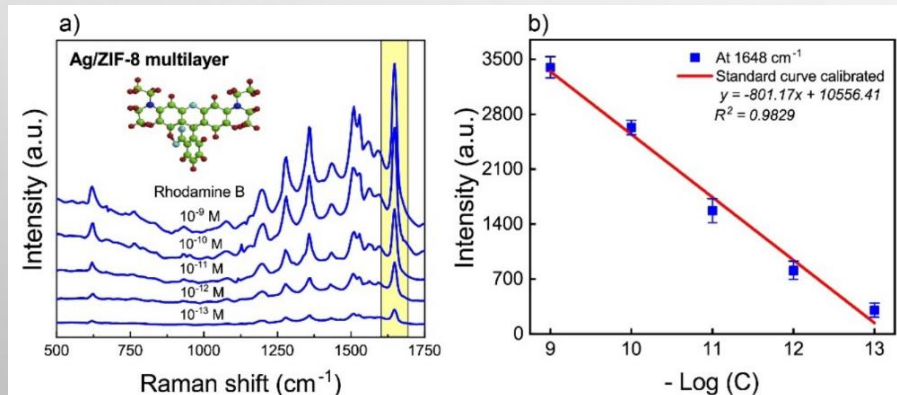 a)
Ag/ZIF-8 multilayer
Rhodamine B
10⁻⁹ M
10⁻¹⁰ M
10⁻¹¹ M
10⁻¹² M
10⁻¹³ M
Intensity (a.u.)
500 750 1000 1250 1500 1750
Raman shift (cm⁻¹)
b)
At 1648 cm⁻¹
Standard curve calibrated
y = -801.17x + 10556.41
R² = 0.9829
Intensity (a.u.)
3500
2800
2100
1400
700
0
9 10 11 12 13
- Log (C)